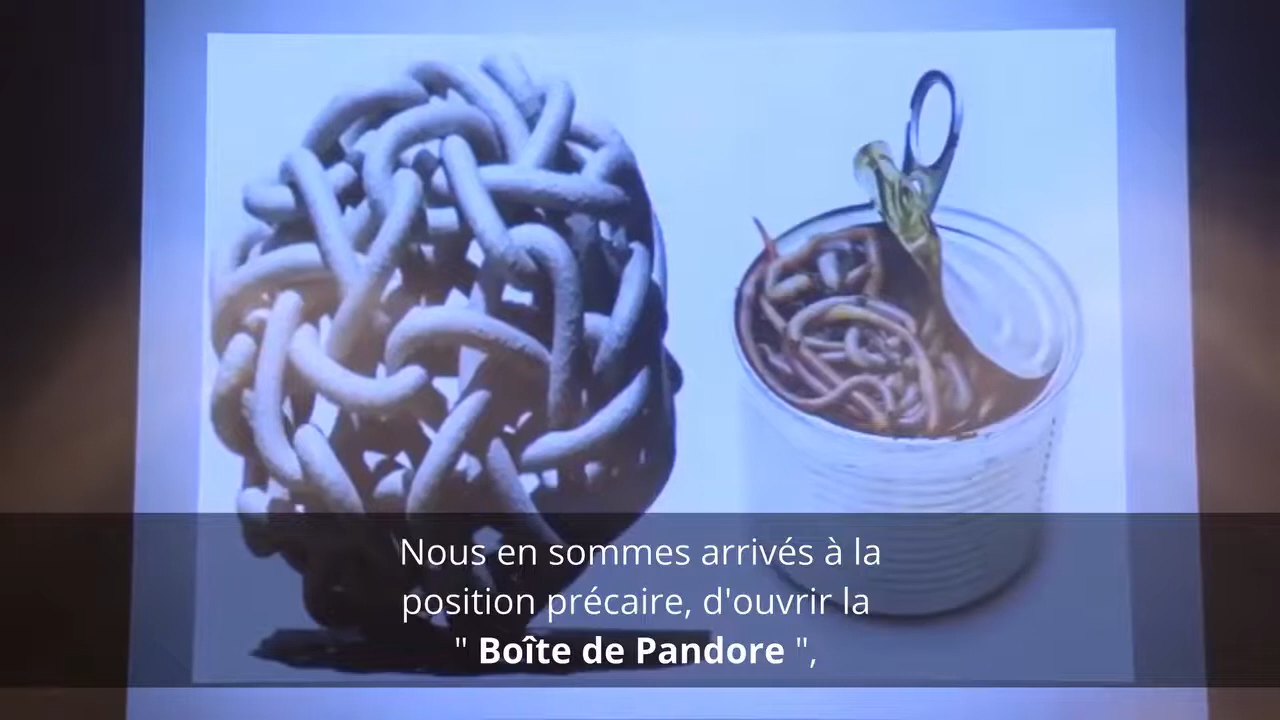 Nous en sommes arrivés à la
position précaire, d'ouvrir la
" Boîte de Pandore ",